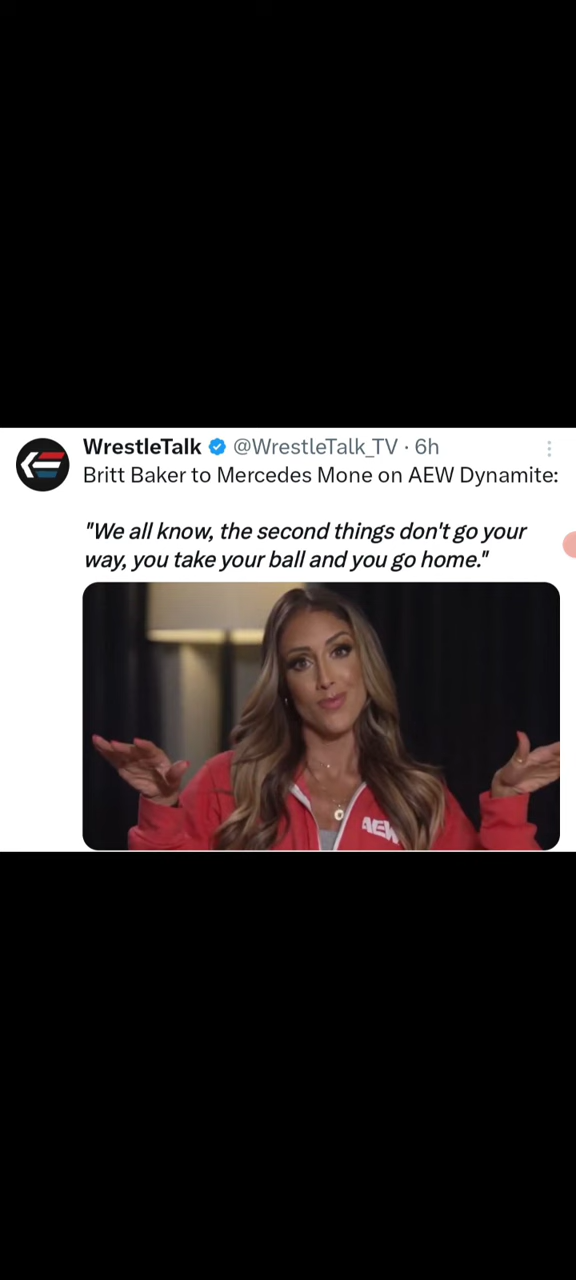 WrestleTalk @WrestleTalk_TV · 6h
Britt Baker to Mercedes Mone on AEW Dynamite:
"We all know, the second things don't go your
way, you take your ball and you go home."
AEW